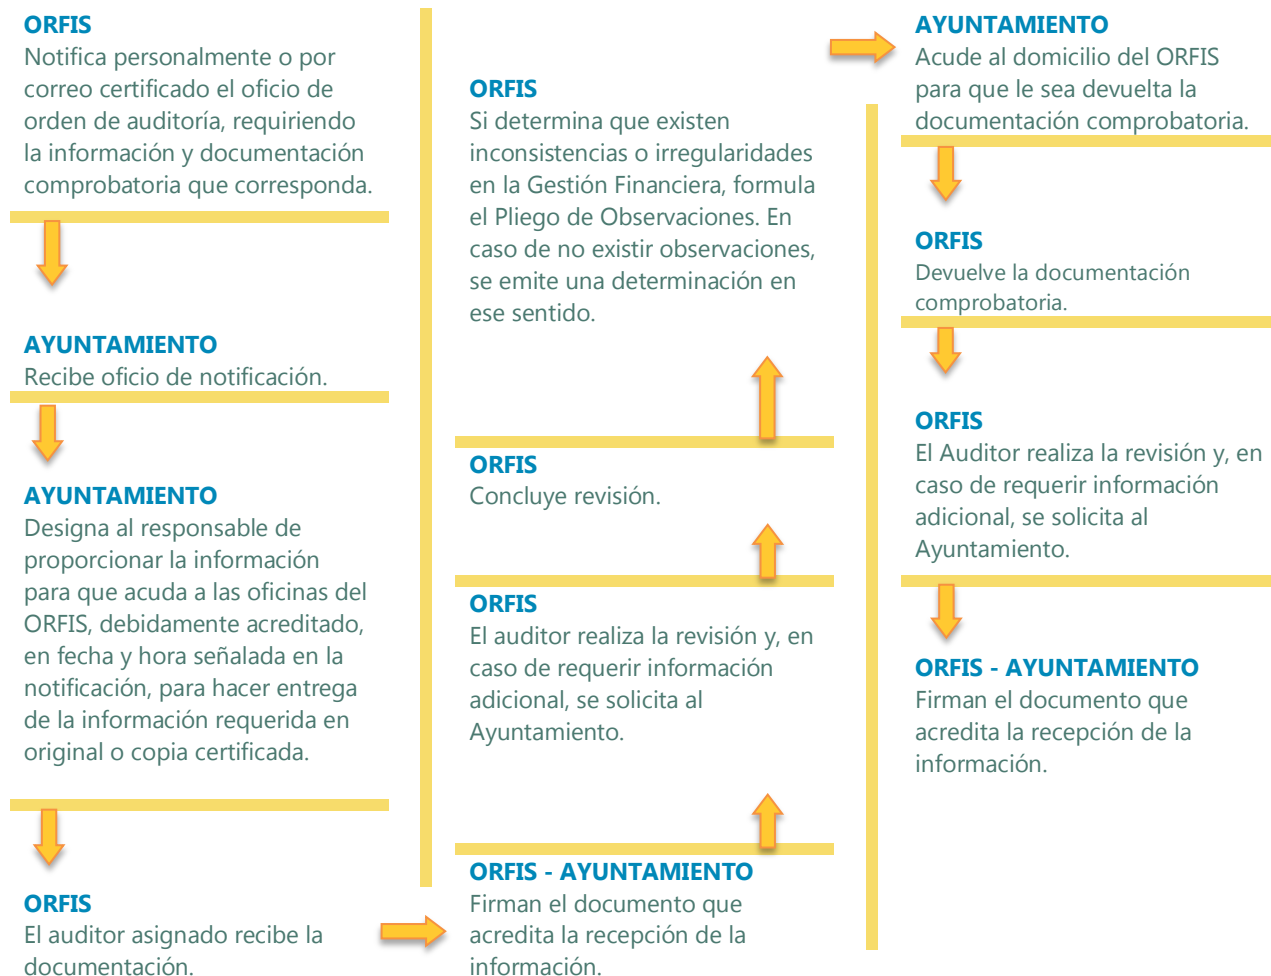 ORFIS
Notifica personalmente o por
correo certificado el oficio de
orden de auditoría, requiriendo
la información y documentación
comprobatoria que corresponda.
AYUNTAMIENTO
Recibe oficio de notificación.
AYUNTAMIENTO
Designa al responsable de
proporcionar la información
para que acuda a las oficinas del
ORFIS, debidamente acreditado,
en fecha y hora señalada en la
notificación, para hacer entrega
de la información requerida en
original o copia certificada.
ORFIS
El auditor asignado recibe la
documentación.
ORFIS - AYUNTAMIENTO
Firman el documento que
acredita la recepción de la
información.
ORFIS
El auditor realiza la revisión y, en
caso de requerir información
adicional, se solicita al
Ayuntamiento.
ORFIS
Concluye revisión.
ORFIS
Si determina que existen
inconsistencias o irregularidades
en la Gestión Financiera, formula
el Pliego de Observaciones. En
caso de no existir observaciones,
se emite una determinación en
ese sentido.
AYUNTAMIENTO
Acude al domicilio del ORFIS
para que le sea devuelta la
documentación comprobatoria.
ORFIS
Devuelve la documentación
comprobatoria.
ORFIS
El Auditor realiza la revisión y, en
caso de requerir información
adicional, se solicita al
Ayuntamiento.
ORFIS - AYUNTAMIENTO
Firman el documento que
acredita la recepción de la
información.